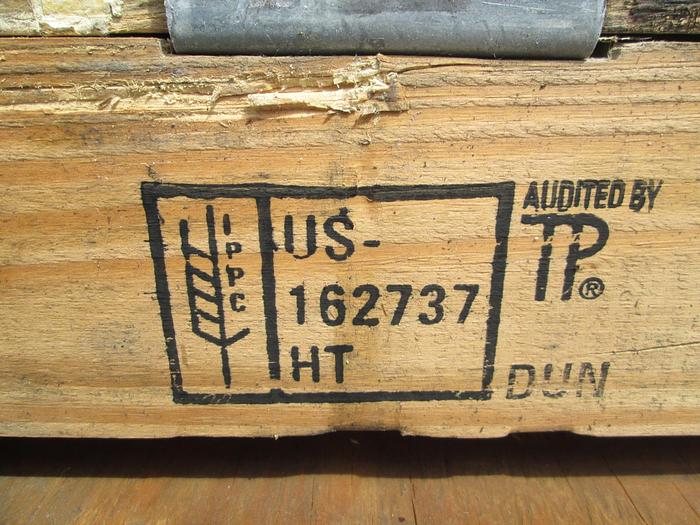 IPPC
US-
162737
HT
AUDITED BY
TP®
DUN